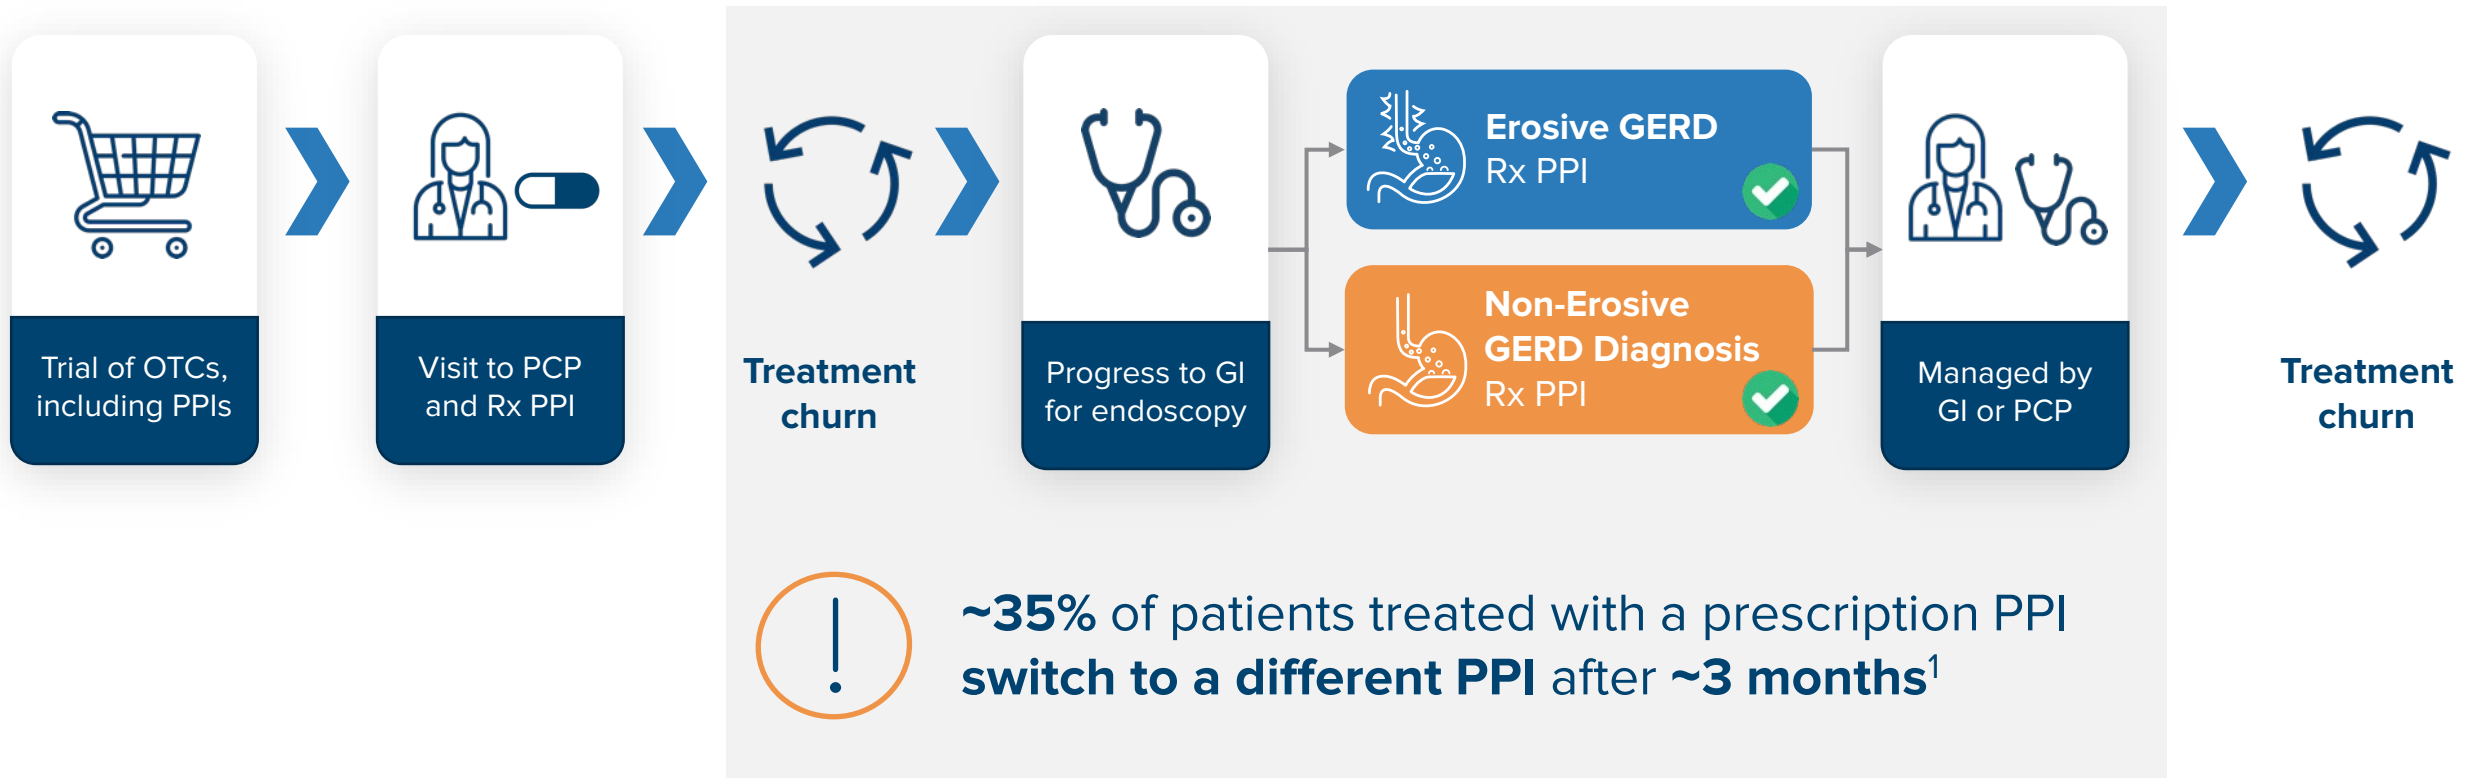 Trial of OTCs,
including PPIs
Visit to PCP
and Rx PPI
Treatment
churn
Progress to GI
for endoscopy
Erosive GERD
Rx PPI
Non-Erosive
GERD Diagnosis
Rx PPI
Managed by
GI or PCP
Treatment
churn
~35% of patients treated with a prescription PPI
switch to a different PPI after ~3 months¹